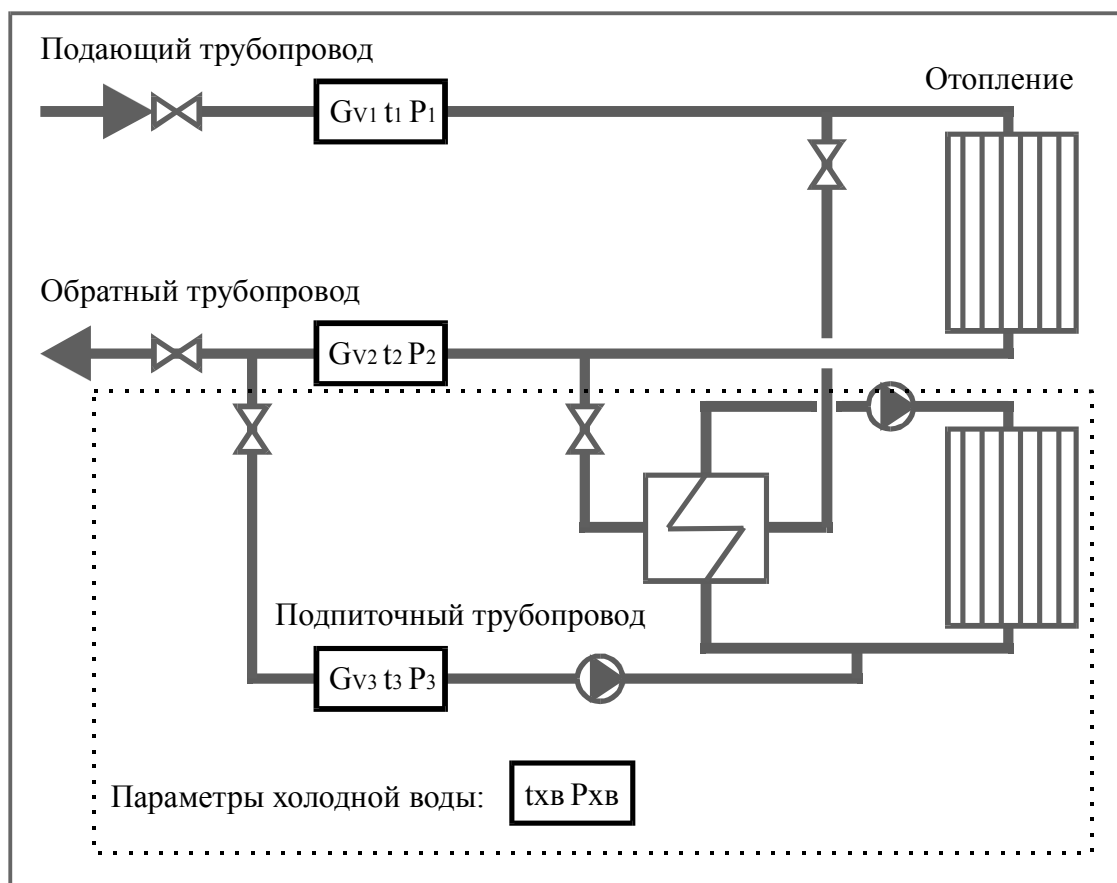 Подающий трубопровод
Отопление
Gv1 t1 P1
Обратный трубопровод
Gv2 t2 P2
Подпиточный трубопровод
Gv3 t3 P3
Параметры холодной воды: tхв Pхв